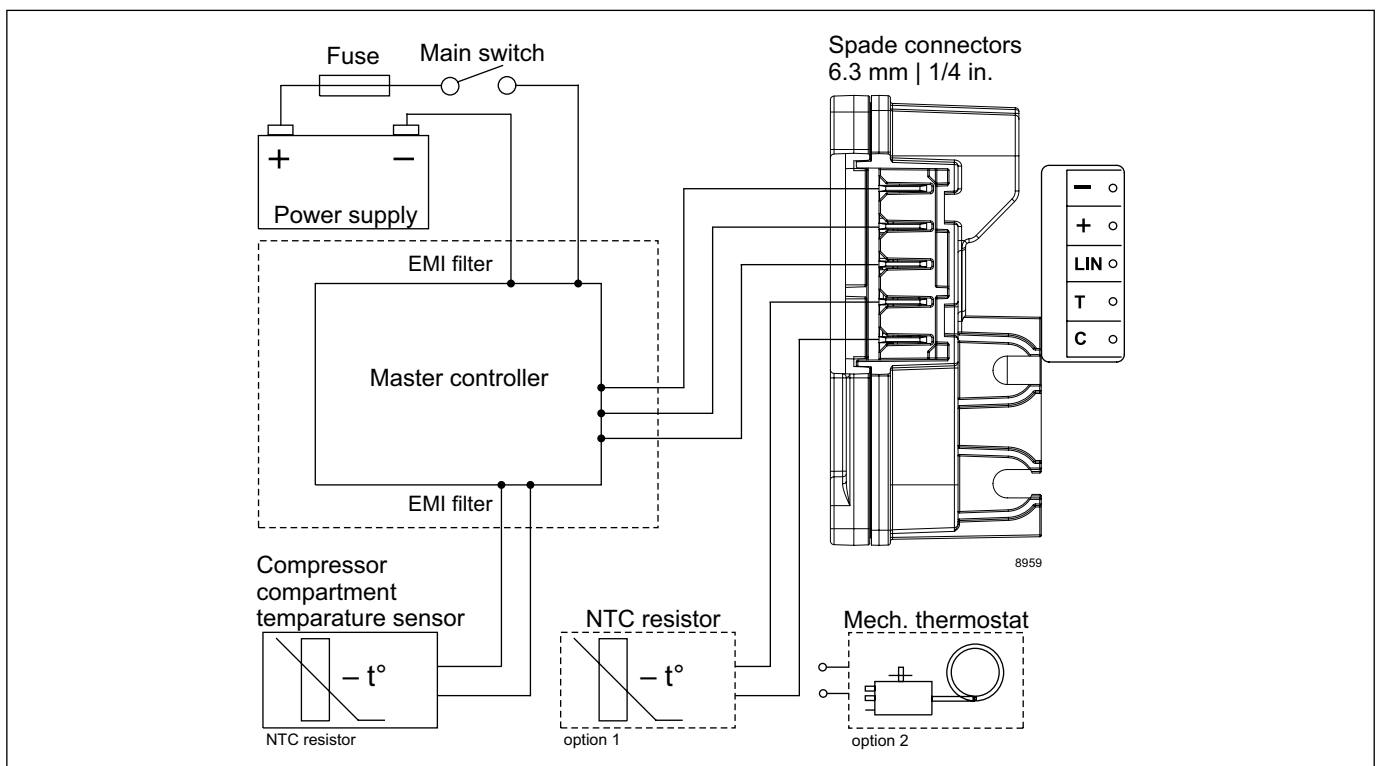 Fuse
Main switch
Spade connectors
6.3 mm | 1/4 in.
+
−
Power supply
EMI filter
Master controller
EMI filter
−
+
LIN
T
C
8959
Compressor
compartment
temparature sensor
− t°
NTC resistor
NTC resistor
− t°
option 1
Mech. thermostat
option 2